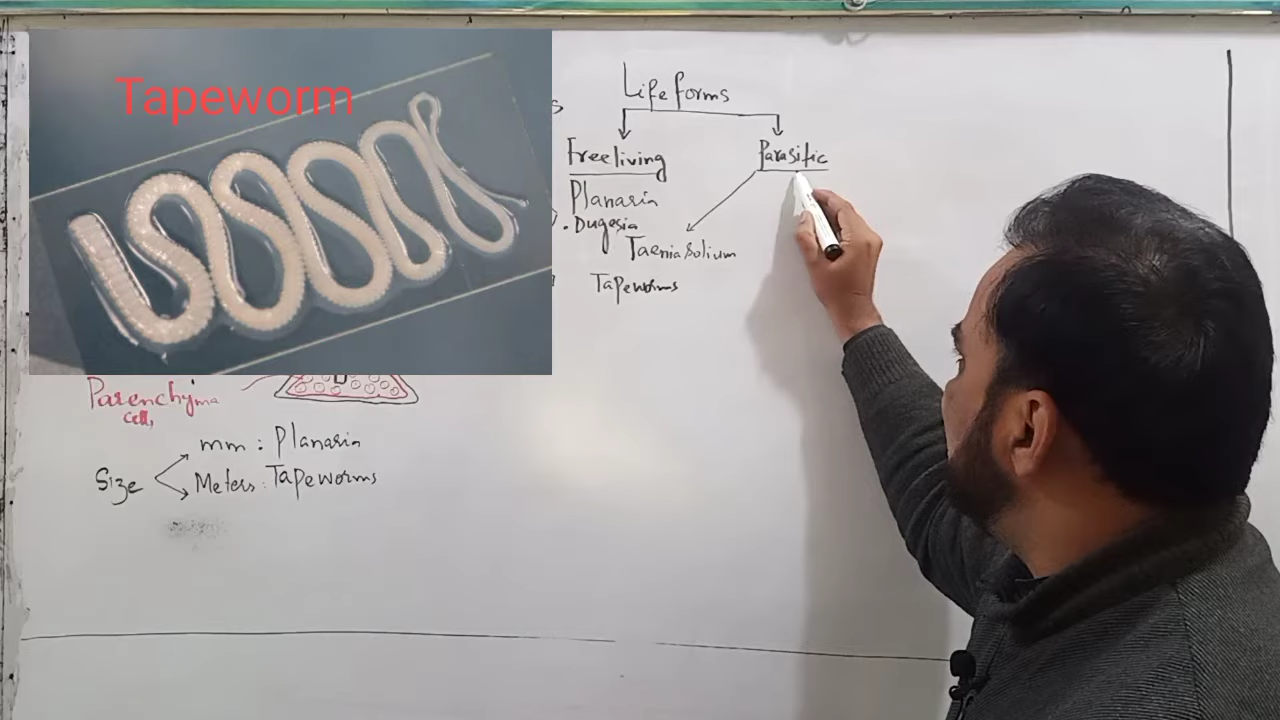 Tapeworm
Life forms
Freeliving
Parasitic
Planaria
. Dugesia
Taenia Solium
Tapeworms
Parenchyma
Cell,
Size
mm : Planaria
Meters : Tapeworms